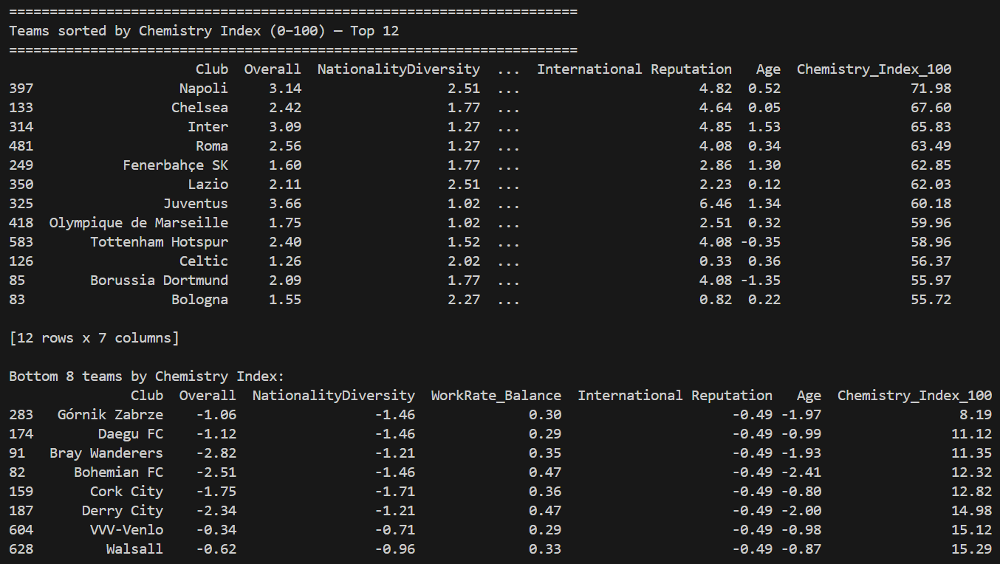 ======================================================================
Teams sorted by Chemistry Index (0–100) — Top 12
======================================================================
                       Club  Overall  NationalityDiversity  ...  International Reputation   Age  Chemistry_Index_100
397                  Napoli     3.14                  2.51  ...                      4.82  0.52                71.98
133                 Chelsea     2.42                  1.77  ...                      4.64  0.05                67.60
314                   Inter     3.09                  1.27  ...                      4.85  1.53                65.83
481                    Roma     2.56                  1.27  ...                      4.08  0.34                63.49
249           Fenerbahçe SK     1.60                  1.77  ...                      2.86  1.30                62.85
350                   Lazio     2.11                  2.51  ...                      2.23  0.12                62.03
325                Juventus     3.66                  1.02  ...                      6.46  1.34                60.18
418  Olympique de Marseille     1.75                  1.02  ...                      2.51  0.32                59.96
583       Tottenham Hotspur     2.40                  1.52  ...                      4.08 -0.35                58.96
126                  Celtic     1.26                  2.02  ...                      0.33  0.36                56.37
85        Borussia Dortmund     2.09                  1.77  ...                      4.08 -1.35                55.97
83                  Bologna     1.55                  2.27  ...                      0.82  0.22                55.72
[12 rows x 7 columns]
Bottom 8 teams by Chemistry Index:
               Club  Overall  NationalityDiversity  WorkRate_Balance  International Reputation   Age  Chemistry_Index_100
283   Górnik Zabrze    -1.06                 -1.46              0.30                     -0.49 -1.97                 8.19
174        Daegu FC    -1.12                 -1.46              0.29                     -0.49 -0.99                11.12
91   Bray Wanderers    -2.82                 -1.21              0.35                     -0.49 -1.93                11.35
82      Bohemian FC    -2.51                 -1.46              0.47                     -0.49 -2.41                12.32
159       Cork City    -1.75                 -1.71              0.36                     -0.49 -0.80                12.82
187      Derry City    -2.34                 -1.21              0.47                     -0.49 -2.00                14.98
604       VVV-Venlo    -0.34                 -0.71              0.29                     -0.49 -0.98                15.12
628         Walsall    -0.62                 -0.96              0.33                     -0.49 -0.87                15.29